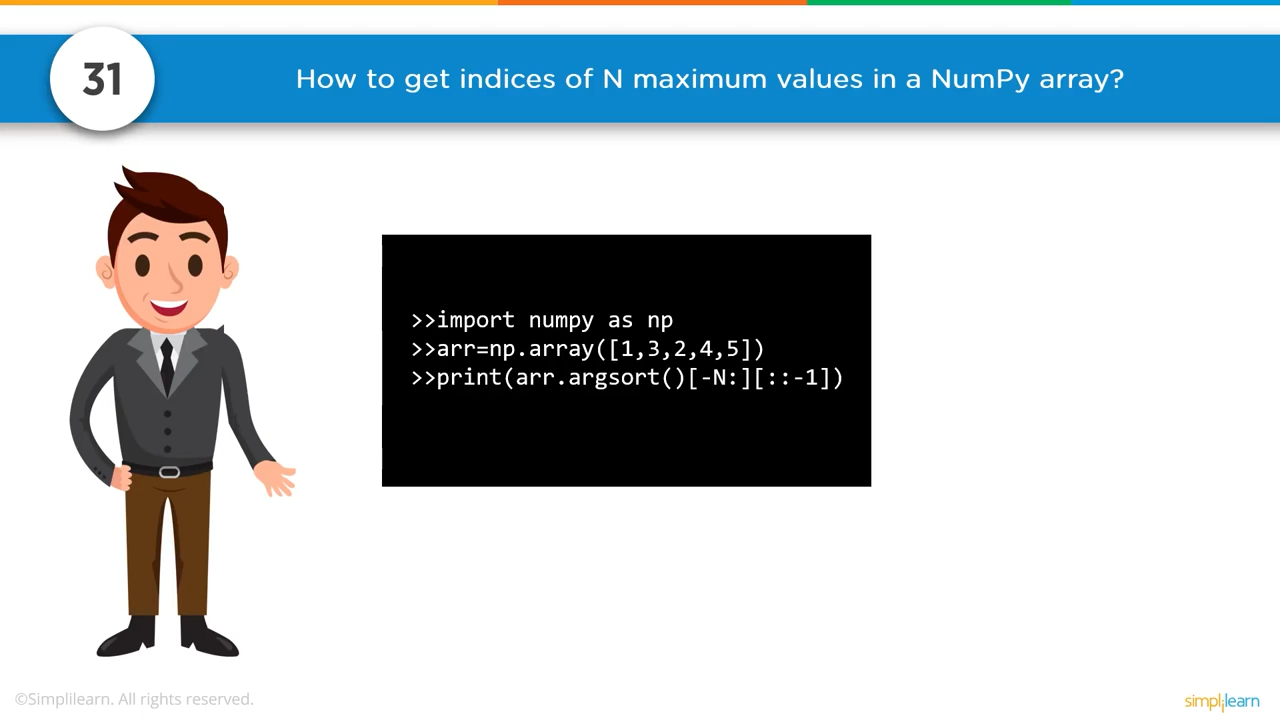 31
How to get indices of N maximum values in a NumPy array?
>>import numpy as np
>>arr=np.array([1,3,2,4,5])
>>print(arr.argsort()[-N:][::-1])
©Simplilearn. All rights reserved.
simplilearn